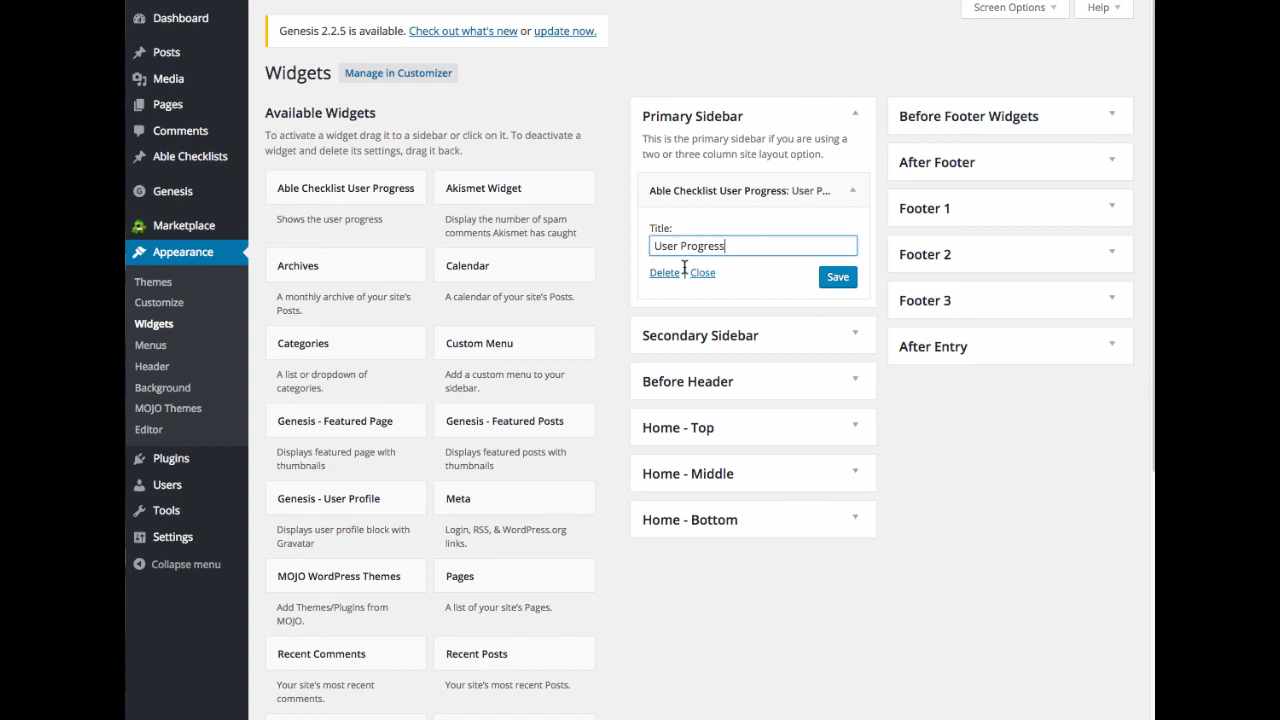 Dashboard
Posts
Media
Pages
Comments
Able Checklists
Genesis
Marketplace
Appearance
Themes
Customize
Widgets
Menus
Header
Background
MOJO Themes
Editor
Plugins
Users
Tools
Settings
Collapse menu
Screen Options
Help
Genesis 2.2.5 is available. Check out what's new or update now.
Widgets
Manage in Customizer
Available Widgets
To activate a widget drag it to a sidebar or click on it. To deactivate a
widget and delete its settings, drag it back.
Able Checklist User Progress
Shows the user progress
Akismet Widget
Display the number of spam
comments Akismet has caught
Archives
A monthly archive of your site's
Posts.
Calendar
A calendar of your site's Posts.
Categories
A list or dropdown of
categories.
Custom Menu
Add a custom menu to your
sidebar.
Genesis - Featured Page
Displays featured page with
thumbnails
Genesis - Featured Posts
Displays featured posts with
thumbnails
Genesis - User Profile
Displays user profile block with
Gravatar
Meta
Login, RSS, & WordPress.org
links.
MOJO WordPress Themes
Add Themes/Plugins from
MOJO.
Pages
A list of your site's Pages.
Recent Comments
Your site's most recent
comments.
Recent Posts
Your site's most recent Posts.
Primary Sidebar
This is the primary sidebar if you are using a
two or three column site layout option.
Able Checklist User Progress: User P...
Title:
User Progress
Delete
Close
Save
Secondary Sidebar
Before Header
Home - Top
Home - Middle
Home - Bottom
Before Footer Widgets
After Footer
Footer 1
Footer 2
Footer 3
After Entry